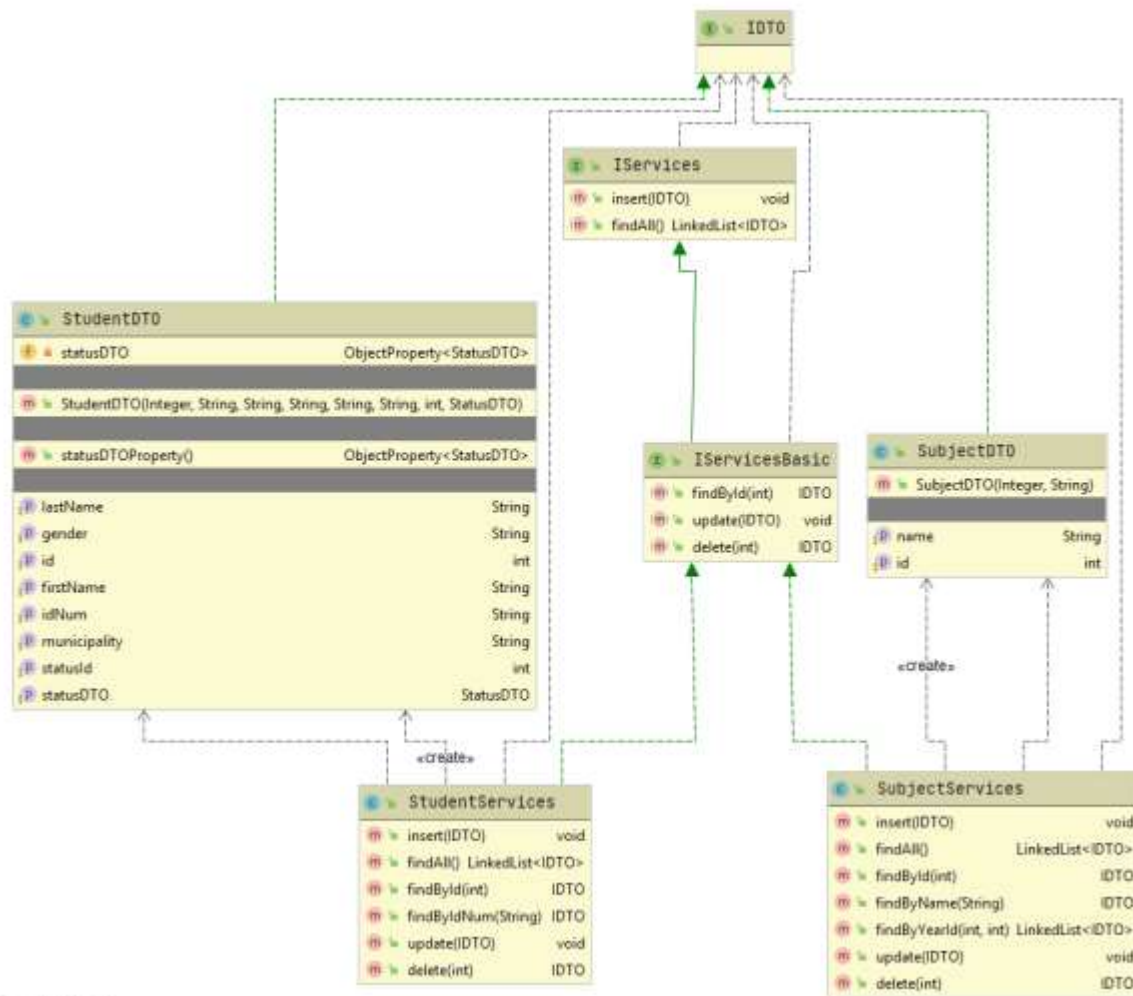 IDTO
IServices
insert(IDTO) void
findAll() LinkedList<IDTO>
StudentDTO
statusDTO ObjectProperty<StatusDTO>
StudentDTO(Integer, String, String, String, String, String, int, StatusDTO)
statusDTOProperty() ObjectProperty<StatusDTO>
lastName String
gender String
id int
firstName String
idNum String
municipality String
statusId int
statusDTO StatusDTO
IServicesBasic
findById(int) IDTO
update(IDTO) void
delete(int) IDTO
SubjectDTO
SubjectDTO(Integer, String)
name String
id int
«create»
«create»
StudentServices
insert(IDTO) void
findAll() LinkedList<IDTO>
findById(int) IDTO
findByIdNum(String) IDTO
update(IDTO) void
delete(int) IDTO
SubjectServices
insert(IDTO) void
findAll() LinkedList<IDTO>
findById(int) IDTO
findByName(String) IDTO
findByYearId(int, int) LinkedList<IDTO>
update(IDTO) void
delete(int) IDTO